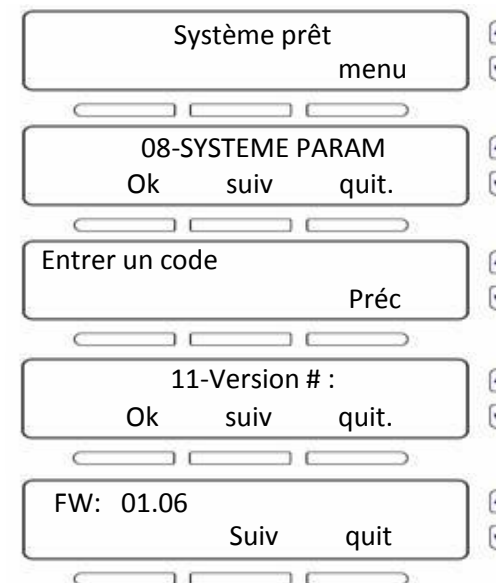 Système prêt
menu
08-SYSTEME PARAM
Ok suiv quit.
Entrer un code
Préc
11-Version # :
Ok suiv quit.
FW: 01.06
Suiv quit